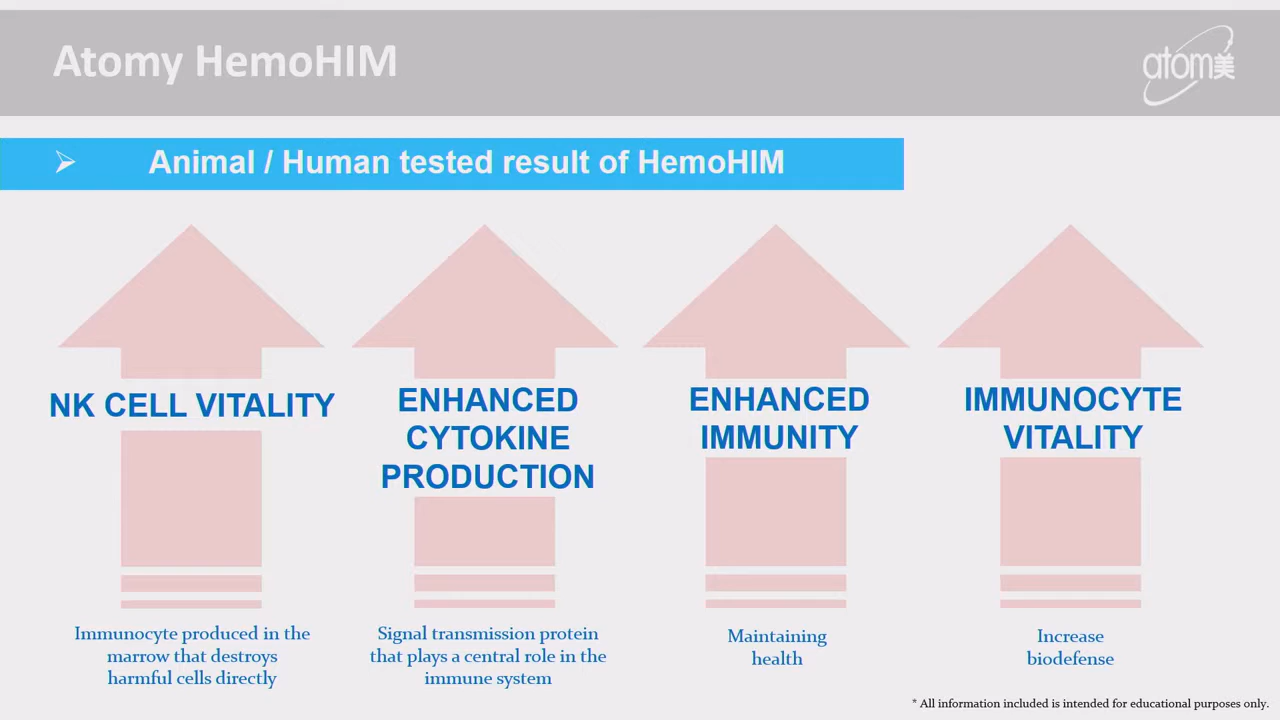 Atomy HemoHIM
atom美
Animal / Human tested result of HemoHIM
NK CELL VITALITY
Immunocyte produced in the
marrow that destroys
harmful cells directly
ENHANCED
CYTOKINE
PRODUCTION
Signal transmission protein
that plays a central role in the
immune system
ENHANCED
IMMUNITY
Maintaining
health
IMMUNOCYTE
VITALITY
Increase
biodefense
* All information included is intended for educational purposes only.